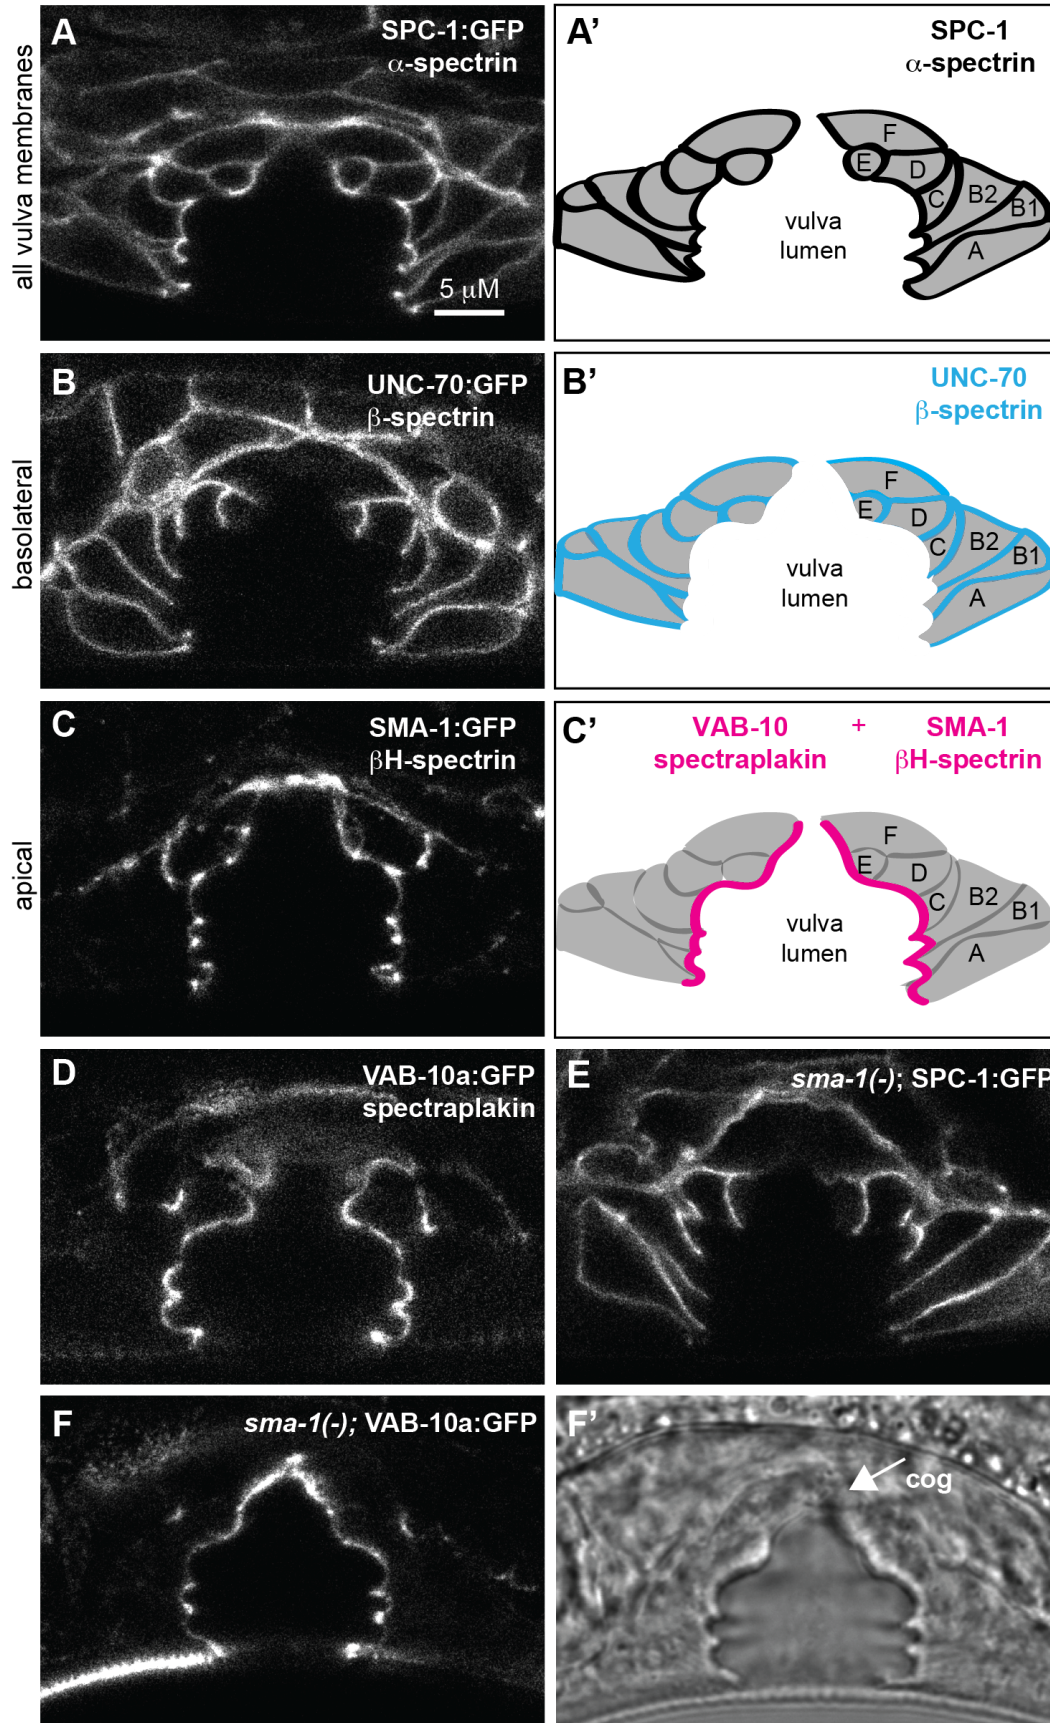 all vulva membranes
A
SPC-1:GFP
α-spectrin
5 μM
A’
SPC-1
α-spectrin
F
E
D
C
B2
B1
A
vulva
lumen
basolateral
B
UNC-70:GFP
β-spectrin
B’
UNC-70
β-spectrin
F
E
D
C
B2
B1
A
vulva
lumen
apical
C
SMA-1:GFP
βH-spectrin
C’
VAB-10 + SMA-1
spectraplakin βH-spectrin
F
E
D
C
B2
B1
A
vulva
lumen
D
VAB-10a:GFP
spectraplakin
E
sma-1(-); SPC-1:GFP
F
sma-1(-); VAB-10a:GFP
F’
cog